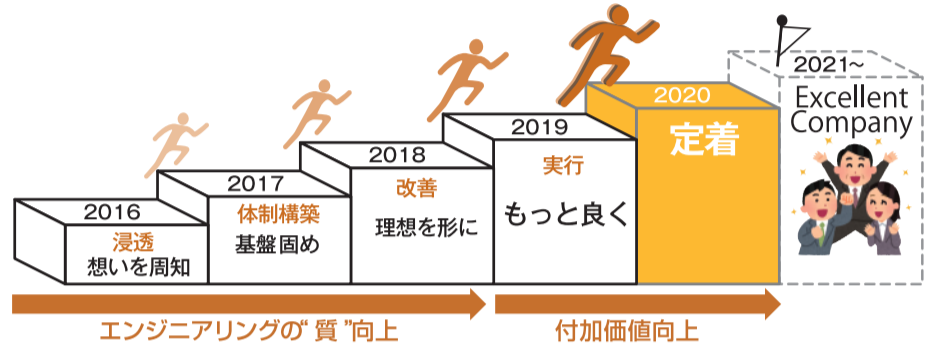 2016
浸透
想いを周知
2017
体制構築
基盤固め
2018
改善
理想を形に
2019
実行
もっと良く
2020
定着
2021～
Excellent
Company
エンジニアリングの“質”向上
付加価値向上